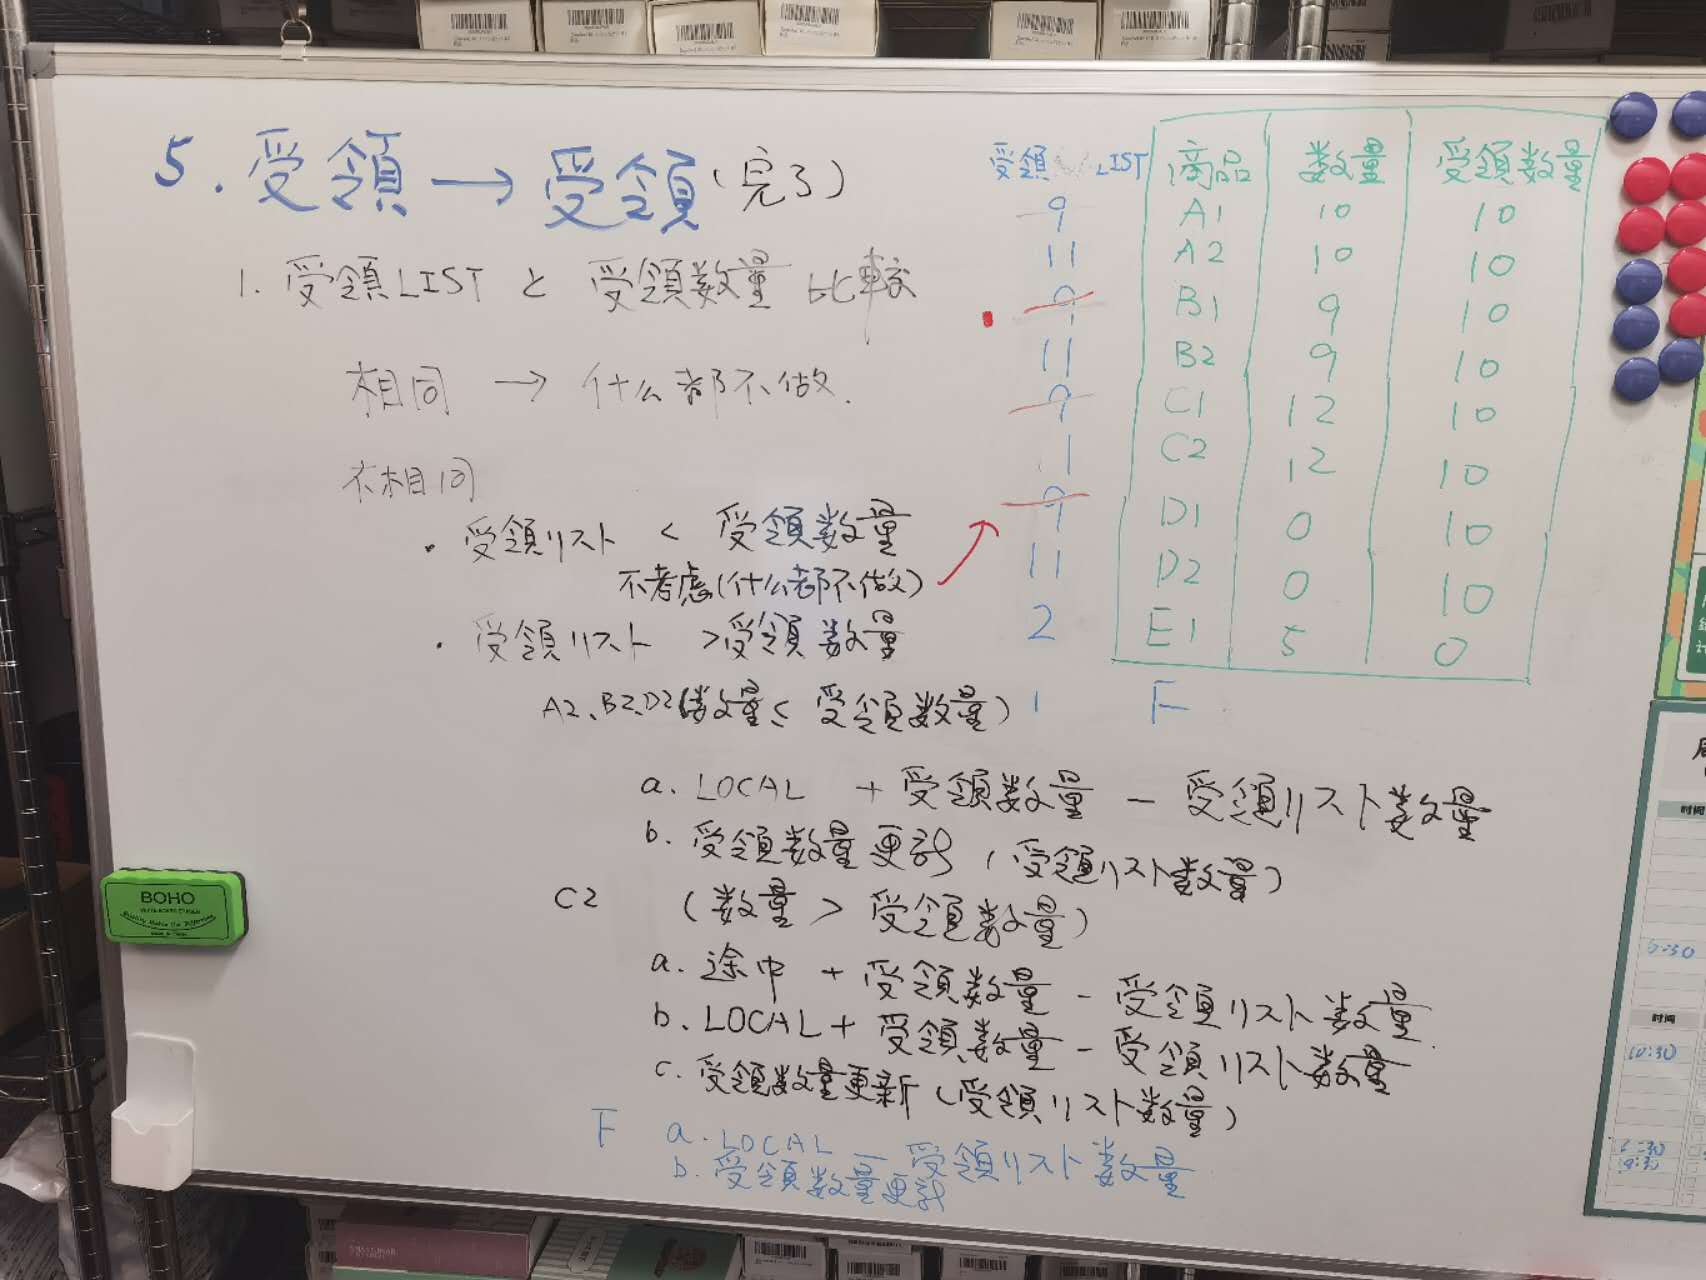 5. 受領 → 受領 (完了)
1. 受領LIST と 受領数量 比較
相同 → 什么都不做.
不相同
・受領リスト < 受領数量
不考慮(什么都不做)
・受領リスト >受領数量
A2、B2、D2(数量≤ 受領数量)
a. LOCAL + 受領数量 - 受領リスト数量
b. 受領数量更新 (受領リスト数量)
C2 (数量 > 受領数量)
a. 途中 + 受領数量 - 受領リスト数量
b. LOCAL+ 受領数量 - 受領リスト数量
c. 受領数量更新 (受領リスト数量)
F a. LOCAL - 受領リスト数量
b. 受領数量更新
受領 LIST 商品 数量 受領数量
9 A1 10 10
11 A2 10 10
9 B1 9 10
11 B2 9 10
9 C1 12 10
1 C2 12 10
9 D1 0 10
11 D2 0 10
2 E1 5 0
1 F
BOHO
时间
5:30
时间
10:30